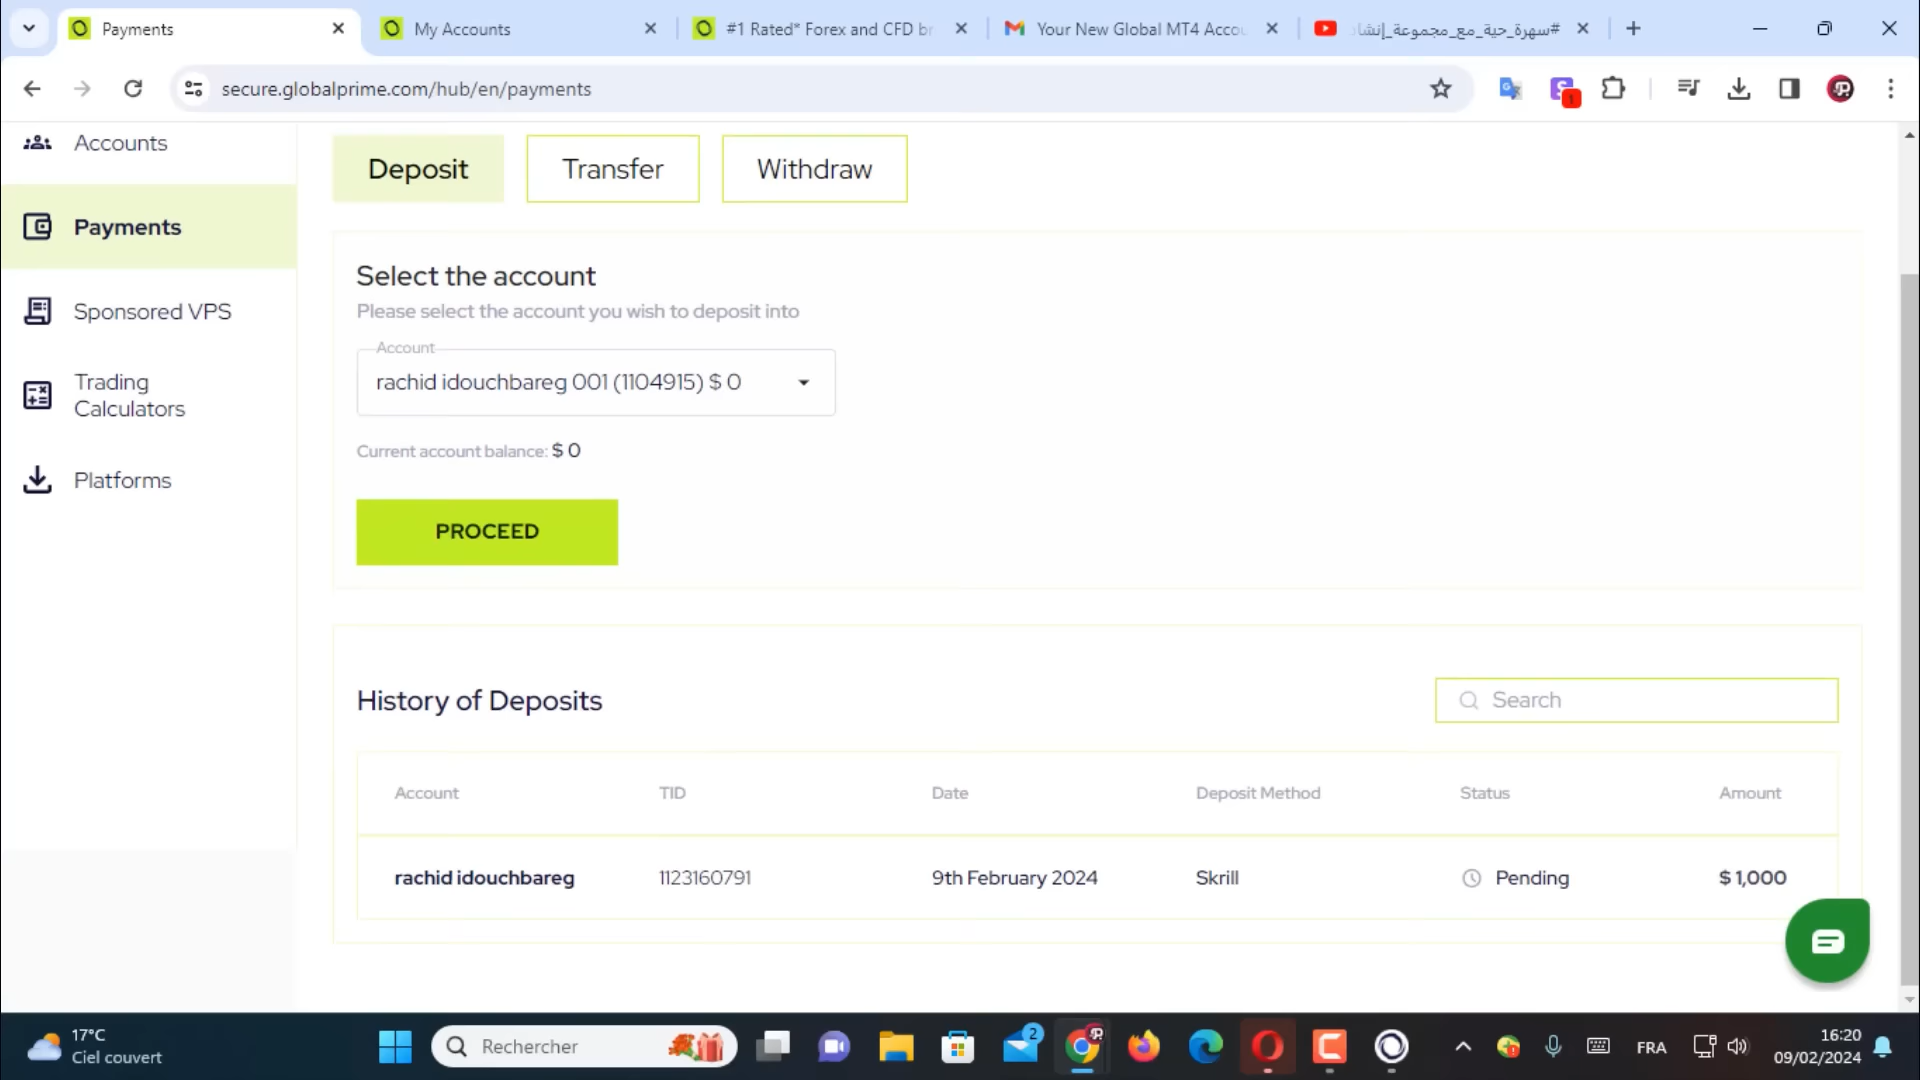 Payments
My Accounts
#1 Rated* Forex and CFD br
Your New Global MT4 Accou
#سهرة_حية_مع_مجموعة_إنشاد
secure.globalprime.com/hub/en/payments
1
Accounts
Payments
Sponsored VPS
Trading
Calculators
Platforms
Deposit
Transfer
Withdraw
Select the account
Please select the account you wish to deposit into
Account
rachid idouchbareg 001 (1104915) $ 0
Current account balance: $ 0
PROCEED
History of Deposits
Search
Account TID Date Deposit Method Status Amount
rachid idouchbareg 1123160791 9th February 2024 Skrill Pending $ 1,000
17°C
Ciel couvert
Rechercher
2
FRA
16:20
09/02/2024